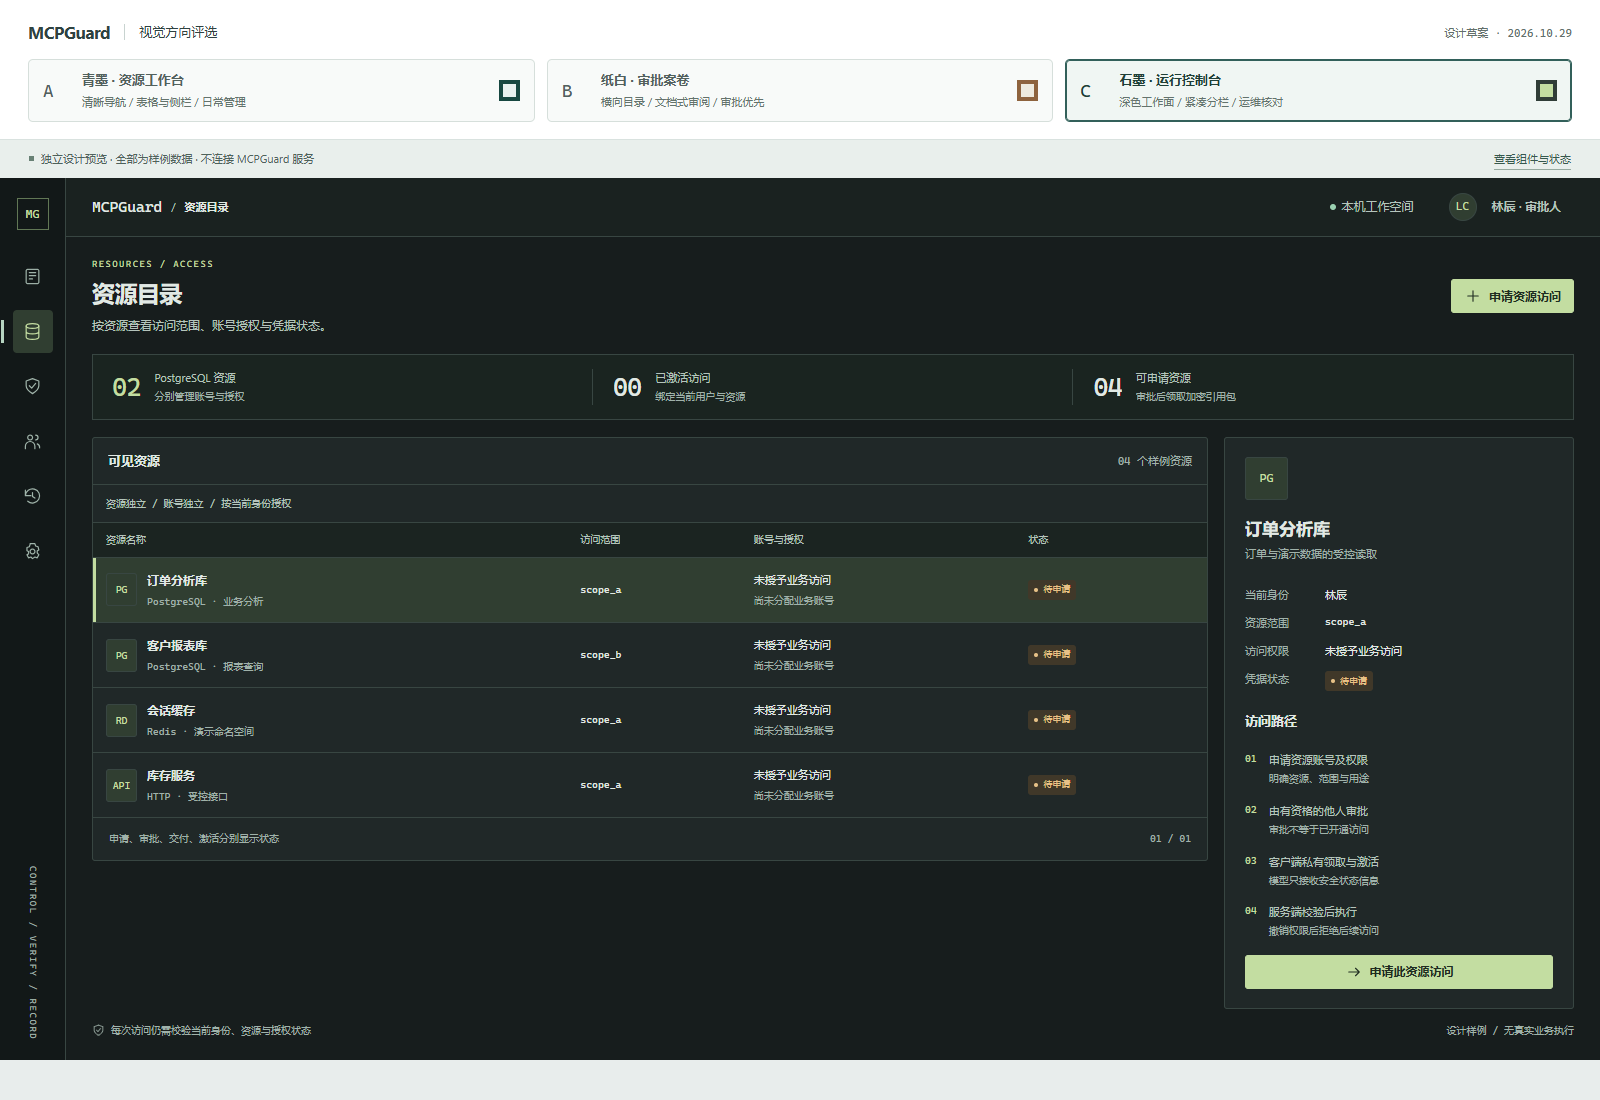 MCPGuard 视觉方向评选
设计草案 · 2026.10.29
A 青墨 · 资源工作台
清晰导航 / 表格与侧栏 / 日常管理
B 纸白 · 审批案卷
横向目录 / 文档式审阅 / 审批优先
C 石墨 · 运行控制台
深色工作面 / 紧凑分栏 / 运维核对
独立设计预览 · 全部为样例数据 · 不连接 MCPGuard 服务
查看组件与状态
MG
MCPGuard / 资源目录
本机工作空间
LC 林辰 · 审批人
RESOURCES / ACCESS
资源目录
按资源查看访问范围、账号授权与凭据状态。
申请资源访问
02 PostgreSQL 资源
分别管理账号与授权
00 已激活访问
绑定当前用户与资源
04 可申请资源
审批后领取加密引用包
可见资源
04 个样例资源
资源独立 / 账号独立 / 按当前身份授权
资源名称 访问范围 账号与授权 状态
PG 订单分析库
PostgreSQL · 业务分析
scope_a
未授予业务访问
尚未分配业务账号
待申请
PG 客户报表库
PostgreSQL · 报表查询
scope_b
未授予业务访问
尚未分配业务账号
待申请
RD 会话缓存
Redis · 演示命名空间
scope_a
未授予业务访问
尚未分配业务账号
待申请
API 库存服务
HTTP · 受控接口
scope_a
未授予业务访问
尚未分配业务账号
待申请
申请、审批、交付、激活分别显示状态
01 / 01
PG
订单分析库
订单与演示数据的受控读取
当前身份 林辰
资源范围 scope_a
访问权限 未授予业务访问
凭据状态 待申请
访问路径
01 申请资源账号及权限
明确资源、范围与用途
02 由有资格的他人审批
审批不等于已开通访问
03 客户端私有领取与激活
模型只接收安全状态信息
04 服务端校验后执行
撤销权限后拒绝后续访问
申请此资源访问
CONTROL / VERIFY / RECORD
每次访问仍需校验当前身份、资源与授权状态
设计样例 / 无真实业务执行